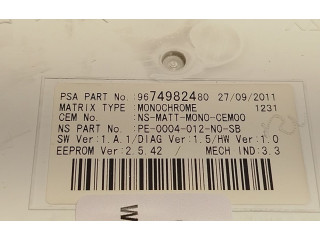 PSA PART No. :9674982480 27/09/2011
MATRIX TYPE :MONOCHROME 1231
CEM No. :NS-MATT-MONO-CEM00
NS PART No. :PE-0004-012-N0-SB
SW Ver:1.A.1/DIAG Ver:1.5/HW Ver:1.0
EEPROM Ver:2.5.42 / MECH IND:3.3